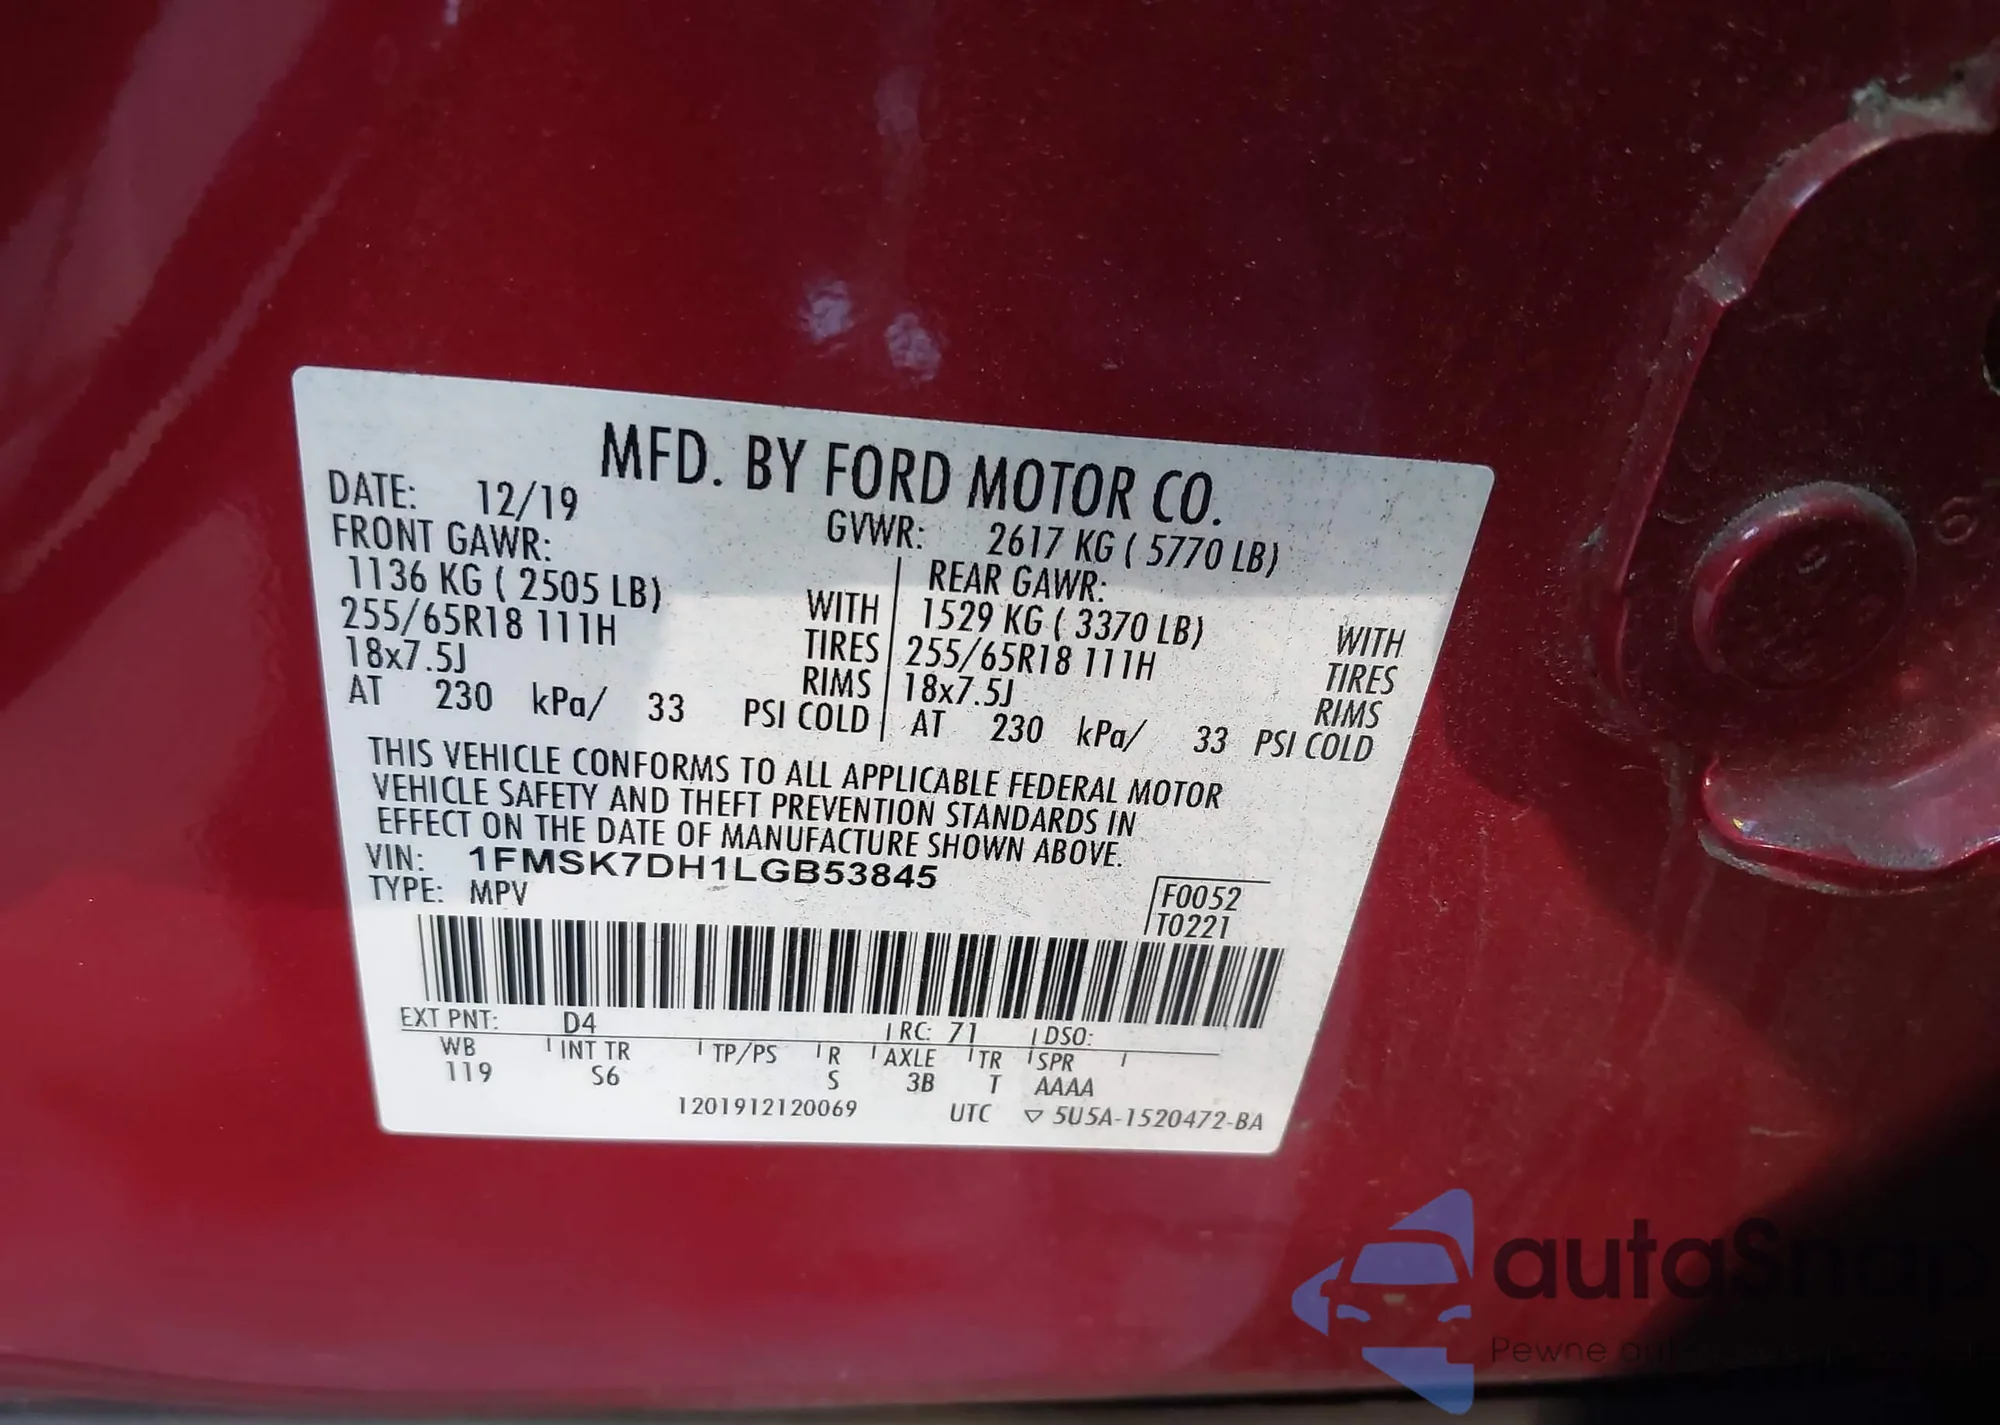 MFD. BY FORD MOTOR CO.
DATE: 12/19
GVWR: 2617 KG ( 5770 LB)
FRONT GAWR:
1136 KG ( 2505 LB) WITH
255/65R18 111H TIRES
18x7.5J RIMS
AT 230 kPa/ 33 PSI COLD
REAR GAWR:
1529 KG ( 3370 LB) WITH
255/65R18 111H TIRES
18x7.5J RIMS
AT 230 kPa/ 33 PSI COLD
THIS VEHICLE CONFORMS TO ALL APPLICABLE FEDERAL MOTOR
VEHICLE SAFETY AND THEFT PREVENTION STANDARDS IN
EFFECT ON THE DATE OF MANUFACTURE SHOWN ABOVE.
VIN: 1FMSK7DH1LGB53845
TYPE: MPV
F0052
T0221
EXT PNT: D4 RC: 71 DSO:
WB INT TR TP/PS R AXLE TR SPR
119 S6 S 3B T AAAA
1201912120069 UTC ▽ 5U5A-1520472-BA
autaSnap
Pewne